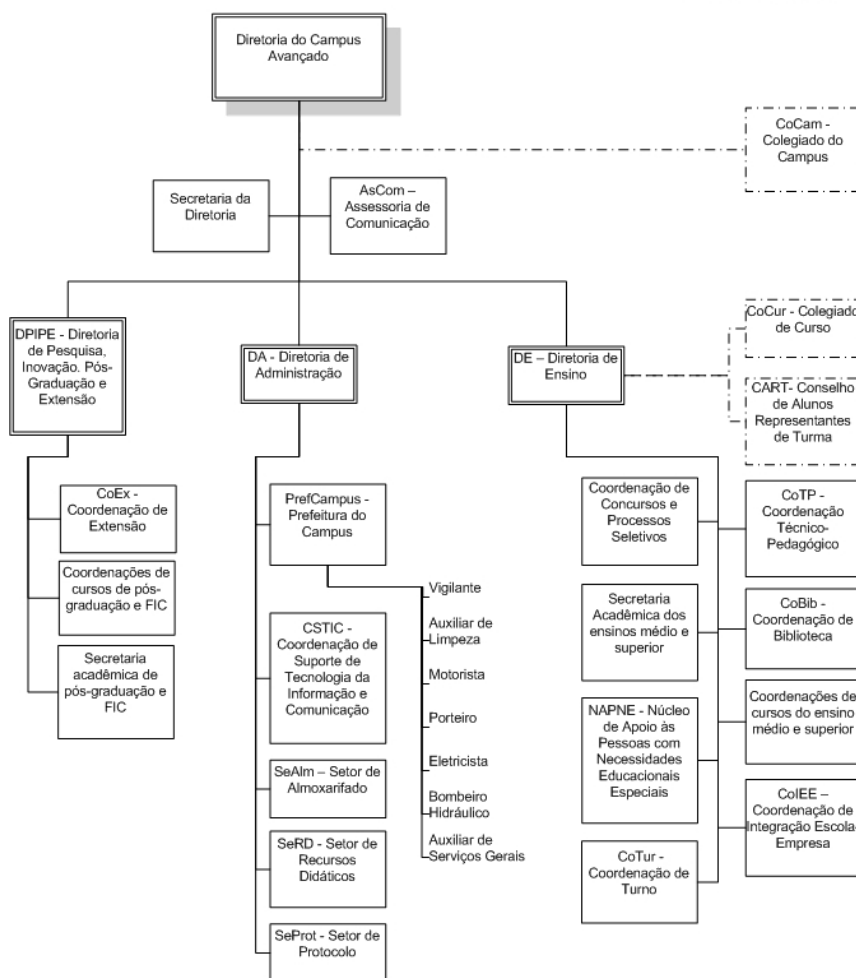 Diretoria do Campus
Avançado
CoCam -
Colegiado do
Campus
Secretaria da
Diretoria
AsCom –
Assessoria de
Comunicação
DPIPE - Diretoria
de Pesquisa,
Inovação. Pós-
Graduação e
Extensão
DA - Diretoria de
Administração
DE – Diretoria de
Ensino
CoCur - Colegiado
de Curso
CART- Conselho
de Alunos
Representantes
de Turma
CoEx -
Coordenação de
Extensão
Coordenações de
cursos de pós-
graduação e FIC
Secretaria
acadêmica de
pós-graduação e
FIC
PrefCampus -
Prefeitura do
Campus
CSTIC -
Coordenação de
Suporte de
Tecnologia da
Informação e
Comunicação
SeAlm – Setor de
Almoxarifado
SeRD - Setor de
Recursos
Didáticos
SeProt - Setor de
Protocolo
Vigilante
Auxiliar de
Limpeza
Motorista
Porteiro
Eletricista
Bombeiro
Hidráulico
Auxiliar de
Serviços Gerais
Coordenação de
Concursos e
Processos
Seletivos
Secretaria
Acadêmica dos
ensinos médio e
superior
NAPNE - Núcleo
de Apoio às
Pessoas com
Necessidades
Educacionais
Especiais
CoTur -
Coordenação de
Turno
CoTP -
Coordenação
Técnico-
Pedagógico
CoBib -
Coordenação de
Biblioteca
Coordenações de
cursos do ensino
médio e superior
CoIEE –
Coordenação de
Integração Escola-
Empresa